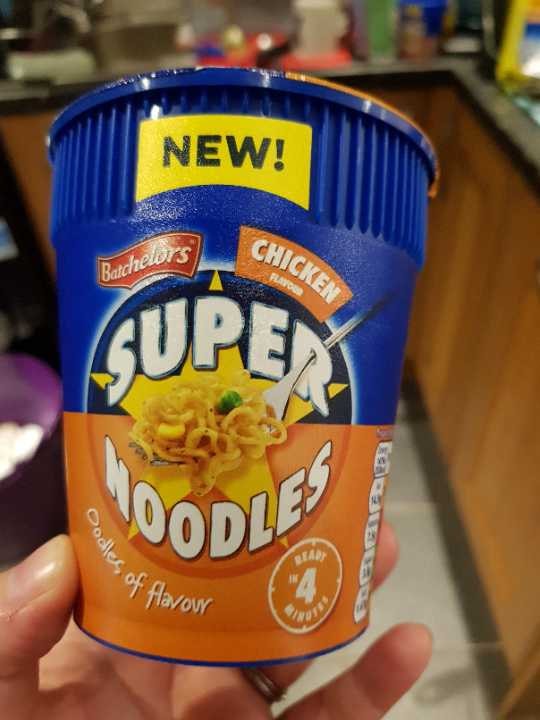 NEW!
Batchelors
CHICKEN
FLAVOUR
SUPER
NOODLES
Oodles of flavour
READY
IN 4
MINUTES